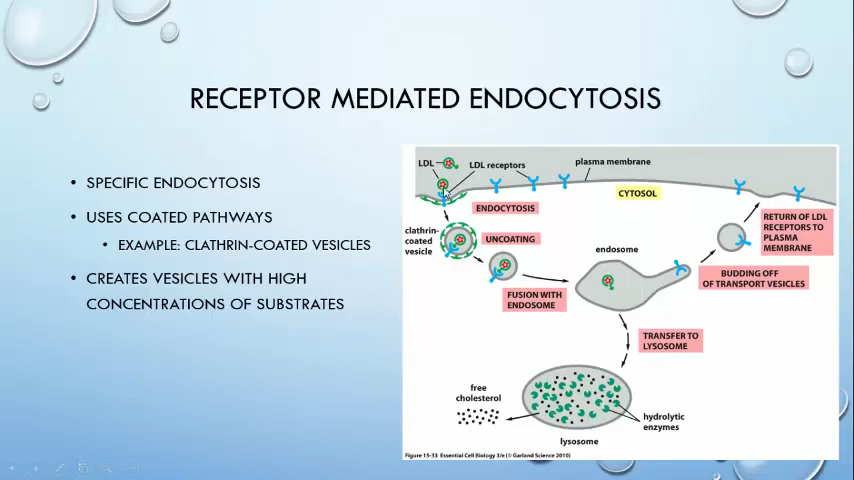 RECEPTOR MEDIATED ENDOCYTOSIS
• SPECIFIC ENDOCYTOSIS
• USES COATED PATHWAYS
• EXAMPLE: CLATHRIN-COATED VESICLES
• CREATES VESICLES WITH HIGH
CONCENTRATIONS OF SUBSTRATES
LDL
LDL receptors
plasma membrane
CYTOSOL
ENDOCYTOSIS
clathrin-
coated
vesicle
UNCOATING
FUSION WITH
ENDOSOME
endosome
RETURN OF LDL
RECEPTORS TO
PLASMA
MEMBRANE
BUDDING OFF
OF TRANSPORT VESICLES
TRANSFER TO
LYSOSOME
free
cholesterol
hydrolytic
enzymes
lysosome
Figure 15-33 Essential Cell Biology 3/e (© Garland Science 2010)